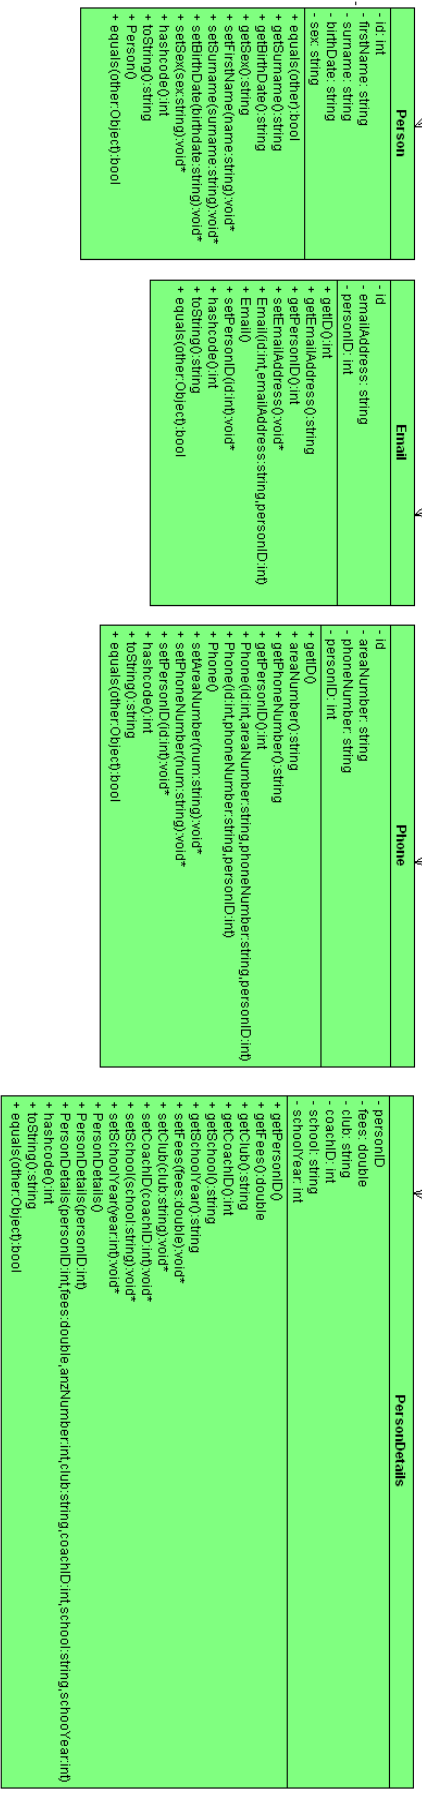 Person
- id: int
- firstName: string
- surname: string
- birthDate: string
- sex: string
+ equals(other):bool
+ getSurname():string
+ getBirthDate():string
+ getSex():string
+ setFirstName(name:string):void*
+ setSurname(surname:string):void*
+ setBirthDate(birthdate:string):void*
+ setSex(sex:string):void*
+ hashcode():int
+ toString():string
+ Person()
+ equals(other:Object):bool
Email
- id
- emailAddress: string
- personID: int
+ getID():int
+ getEmailAddress():string
+ getPersonID():int
+ setEmailAddress():void*
+ Email(id:int,emailAddress:string,personID:int)
+ Email()
+ setPersonID(id:int):void*
+ hashcode():int
+ toString():string
+ equals(other:Object):bool
Phone
- id
- areaNumber: string
- phoneNumber: string
- personID: int
+ getID()
+ areaNumber():string
+ getPhoneNumber():string
+ getPersonID():int
+ Phone(id:int,areaNumber:string,phoneNumber:string,personID:int)
+ Phone(id:int,phoneNumber:string,personID:int)
+ Phone()
+ setAreaNumber(num:string):void*
+ setPhoneNumber(num:string):void*
+ setPersonID(id:int):void*
+ hashcode():int
+ toString():string
+ equals(other:Object):bool
PersonDetails
- personID
- fees: double
- club: string
- coachID: int
- school: string
- schoolYear: int
+ getPersonID()
+ getFees():double
+ getClub():string
+ getCoachID():int
+ getSchool():string
+ getSchoolYear():string
+ setFees(fees:double):void*
+ setClub(club:string):void*
+ setCoachID(coachID:int):void*
+ setSchool(school:string):void*
+ setSchoolYear(year:int):void*
+ PersonDetails()
+ PersonDetails(personID:int)
+ PersonDetails(personID:int,fees:double,anzNumber:int,club:string,coachID:int,school:string,schooYear:int)
+ hashcode():int
+ toString():string
+ equals(other:Object):bool